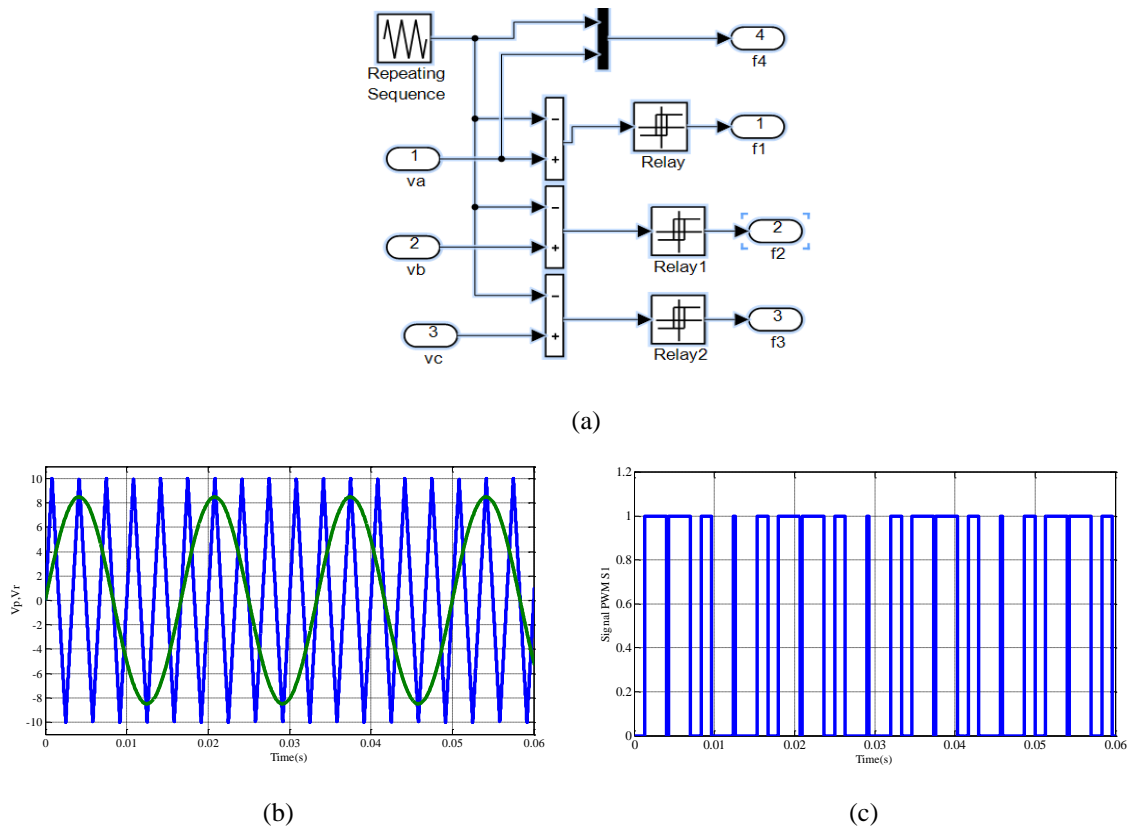 4
f4
Repeating
Sequence
1
va
Relay
1
f1
2
vb
Relay1
2
f2
3
vc
Relay2
3
f3
(a)
10
8
6
4
2
0
-2
-4
-6
-8
-10
Vp,Vr
0
0.01
0.02
0.03
0.04
0.05
0.06
Time(s)
(b)
1.2
1
0.8
0.6
0.4
0.2
0
Signal PWM S1
0
0.01
0.02
0.03
0.04
0.05
0.06
Time(s)
(c)